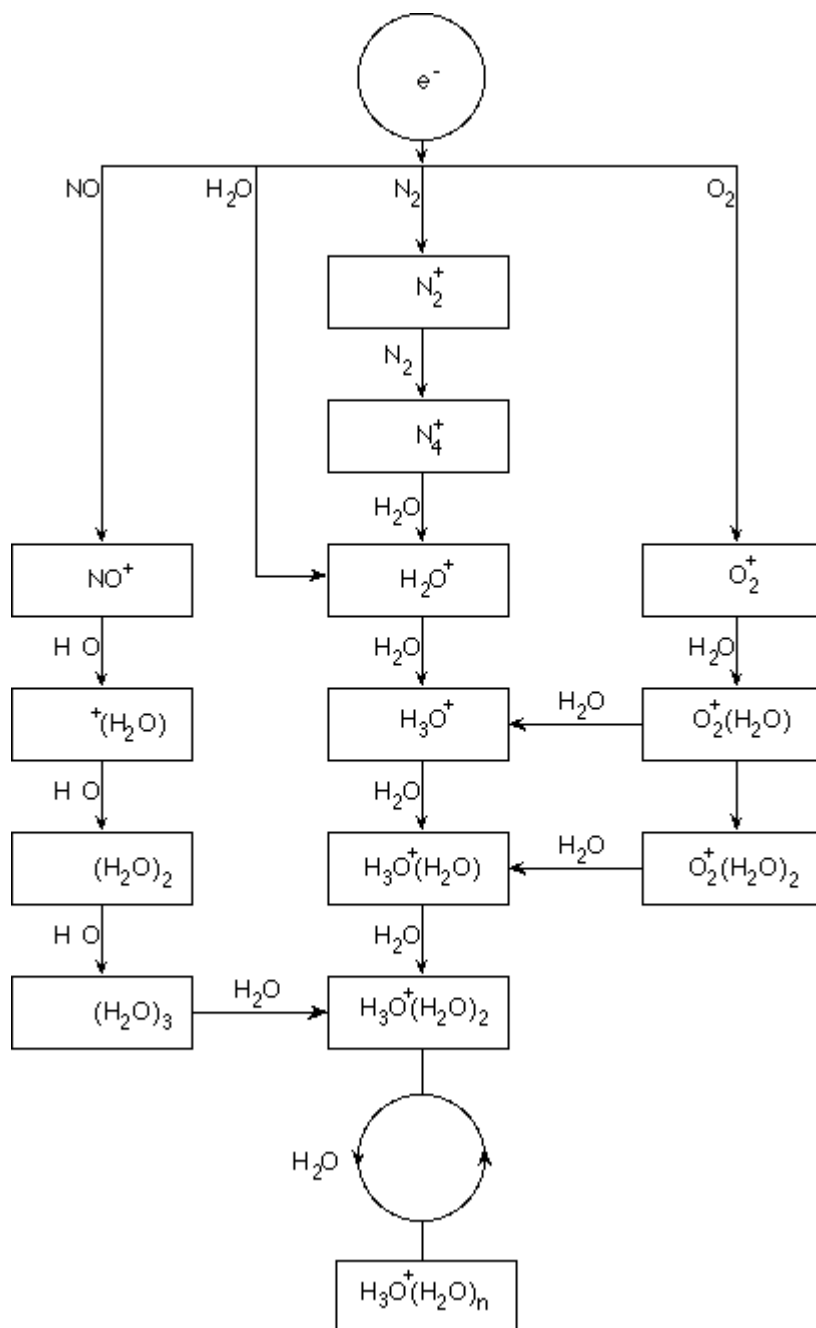 e⁻
NO H₂O N₂ O₂
N₂⁺
N₂
N₄⁺
H₂O
NO⁺ H₂O⁺ O₂⁺
H O H₂O H₂O
⁺(H₂O) H₃O⁺ H₂O O₂⁺(H₂O)
H O H₂O
(H₂O)₂ H₃O⁺(H₂O) H₂O O₂⁺(H₂O)₂
H O H₂O
(H₂O)₃ H₂O H₃O⁺(H₂O)₂
H₂O
H₃O⁺(H₂O)ₙ